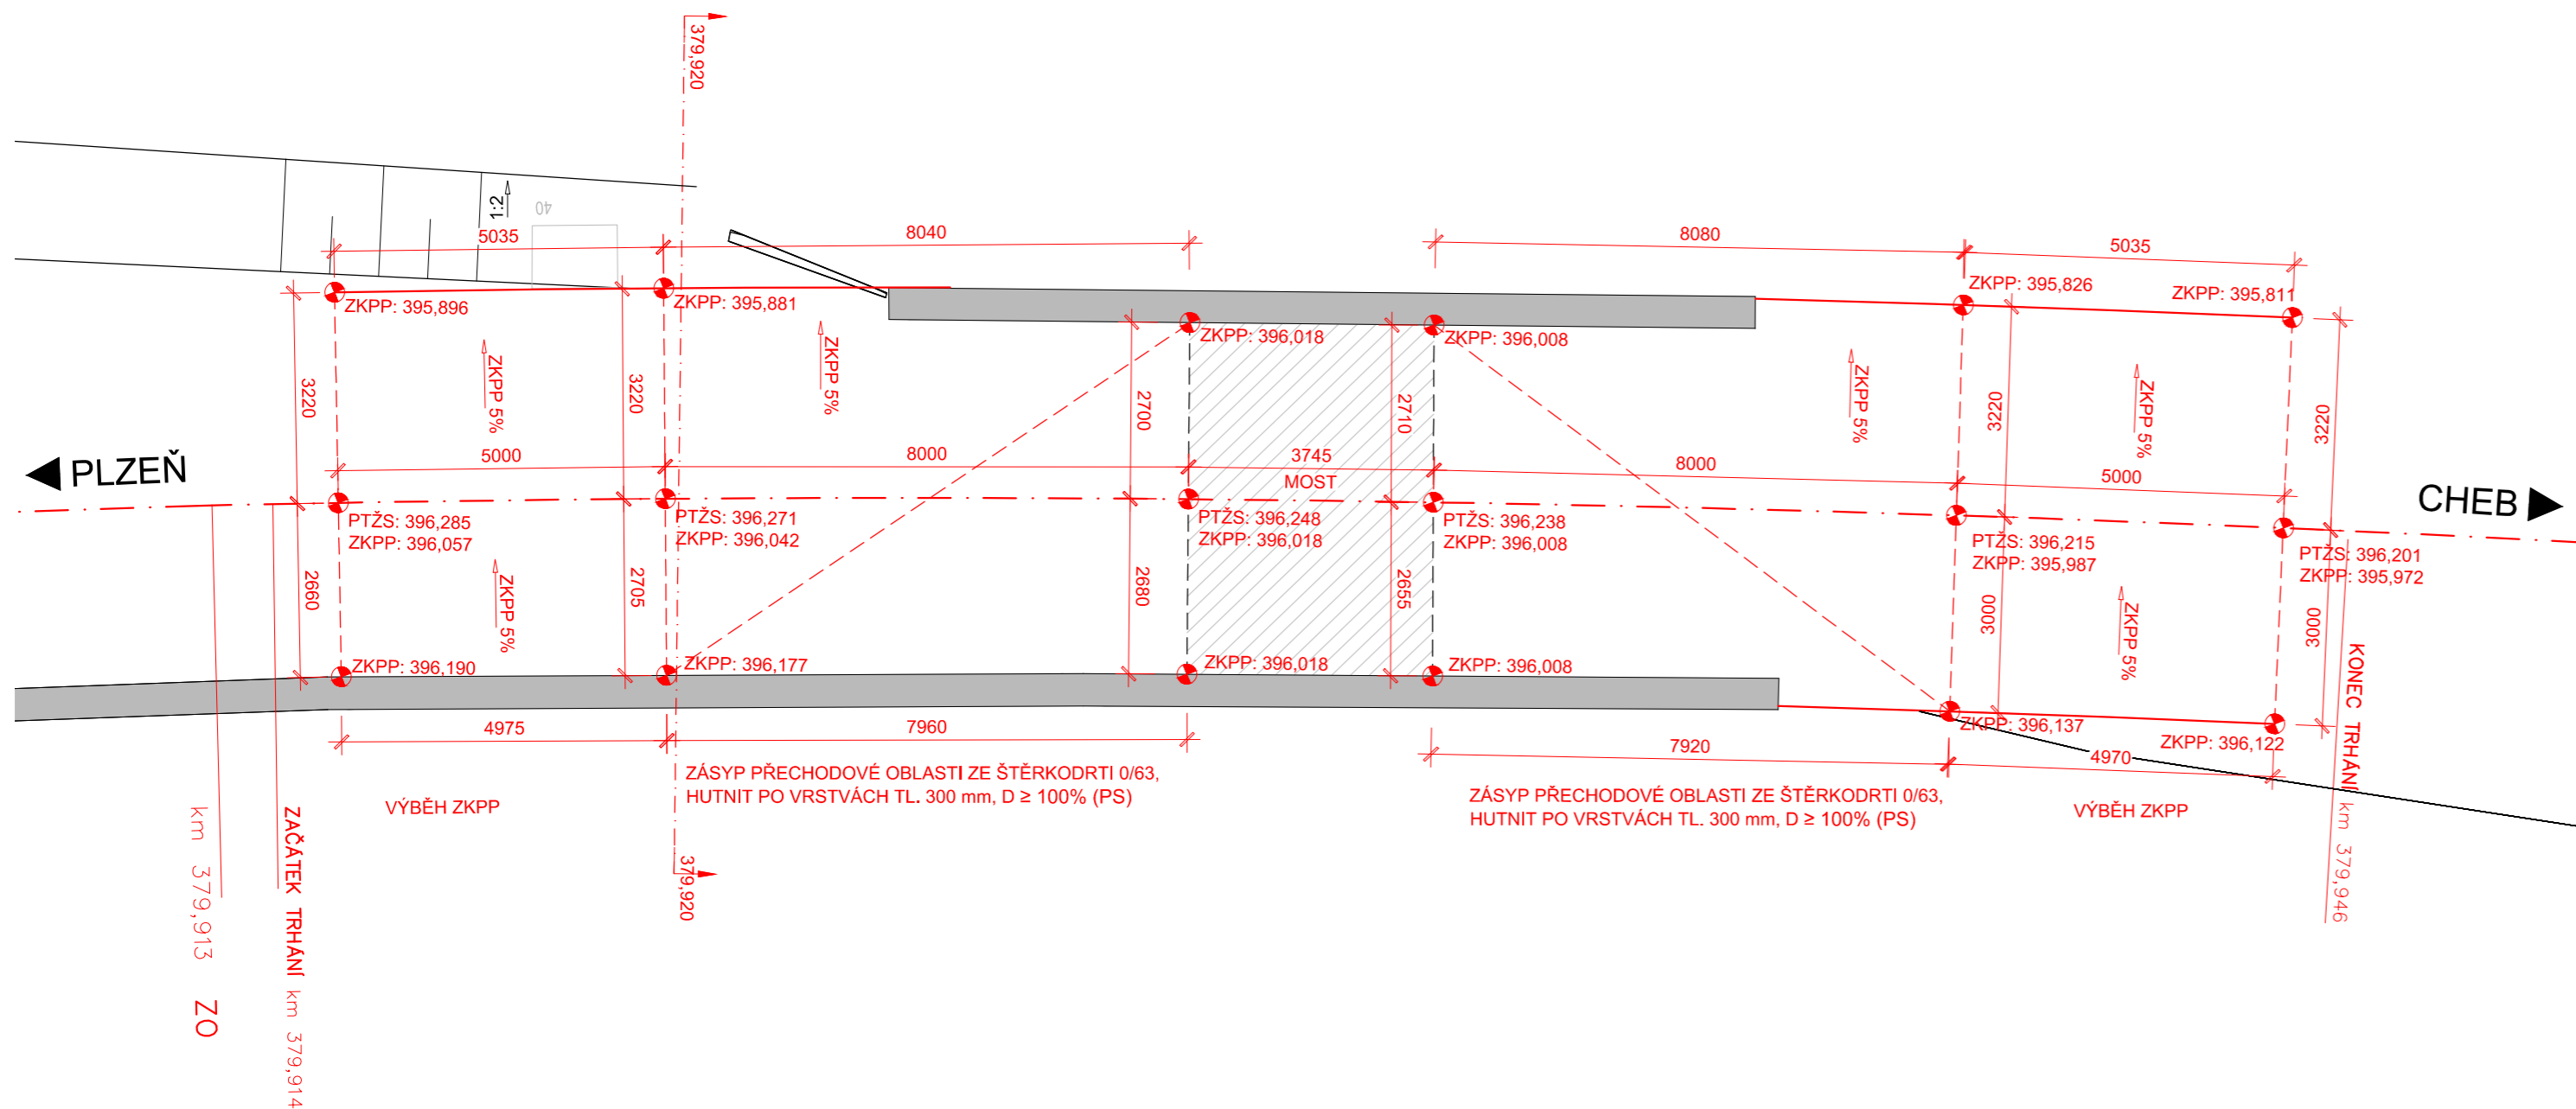 379,920
1:2
40
5035
8040
8080
5035
ZKPP: 395,896
ZKPP: 395,881
ZKPP: 396,018
ZKPP: 396,008
ZKPP: 395,826
ZKPP: 395,811
3220
ZKPP 5%
3220
ZKPP 5%
2700
2710
ZKPP 5%
3220
ZKPP 5%
3220
PLZEŇ
5000
8000
3745
MOST
8000
5000
CHEB
PTŽS: 396,285
ZKPP: 396,057
PTŽS: 396,271
ZKPP: 396,042
PTŽS: 396,248
ZKPP: 396,018
PTŽS: 396,238
ZKPP: 396,008
PTŽS: 396,215
ZKPP: 395,987
PTŽS: 396,201
ZKPP: 395,972
2660
ZKPP 5%
2705
2680
2655
3000
ZKPP 5%
3000
ZKPP: 396,190
ZKPP: 396,177
ZKPP: 396,018
ZKPP: 396,008
ZKPP: 396,137
ZKPP: 396,122
4975
7960
7920
4970
VÝBĚH ZKPP
ZÁSYP PŘECHODOVÉ OBLASTI ZE ŠTĚRKODRTI 0/63,
HUTNIT PO VRSTVÁCH TL. 300 mm, D ≥ 100% (PS)
ZÁSYP PŘECHODOVÉ OBLASTI ZE ŠTĚRKODRTI 0/63,
HUTNIT PO VRSTVÁCH TL. 300 mm, D ≥ 100% (PS)
VÝBĚH ZKPP
km 379,913 ZO
ZAČÁTEK TRHÁNÍ km 379,914
379,920
KONEC TRHÁNÍ km 379,946